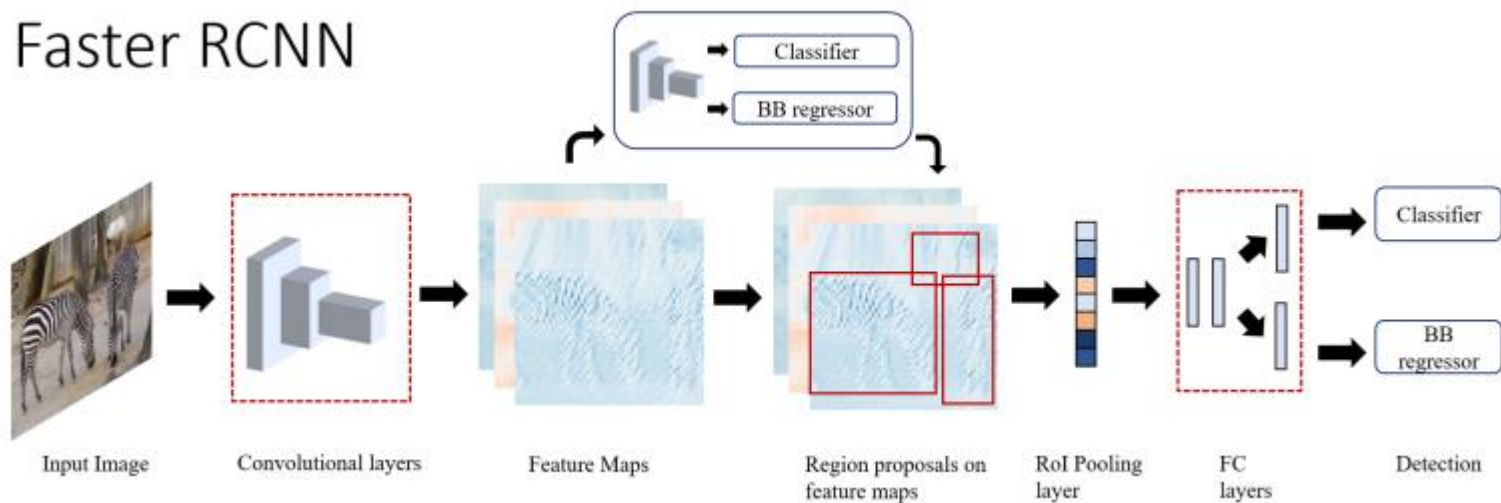 Faster RCNN
Classifier
BB regressor
Classifier
BB
regressor
Input Image
Convolutional layers
Feature Maps
Region proposals on
feature maps
RoI Pooling
layer
FC
layers
Detection